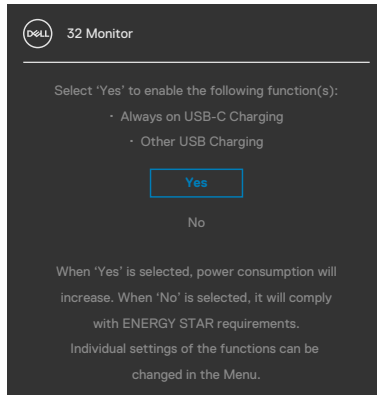 DELL
32 Monitor
Select ‘Yes’ to enable the following function(s):
· Always on USB-C Charging
· Other USB Charging
Yes
No
When ‘Yes’ is selected, power consumption will
increase. When ‘No’ is selected, it will comply
with ENERGY STAR requirements.
Individual settings of the functions can be
changed in the Menu.